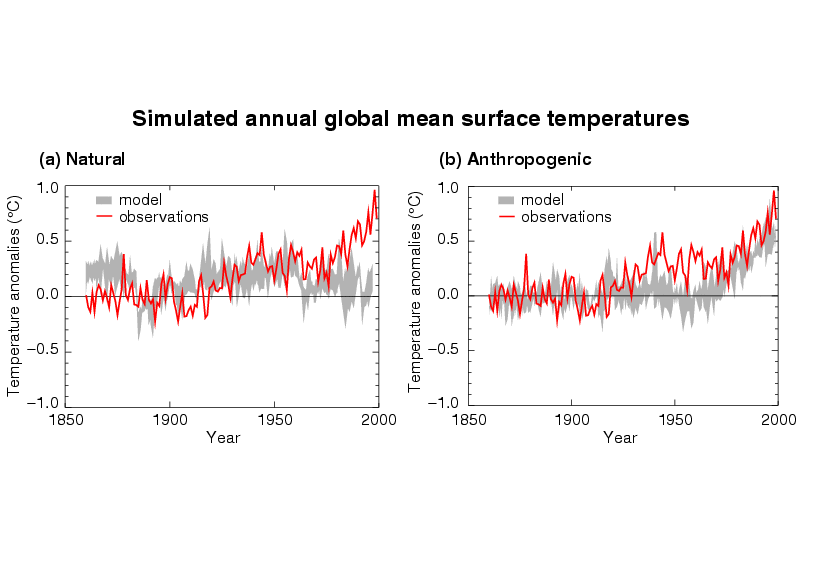 Simulated annual global mean surface temperatures
(a) Natural
(b) Anthropogenic
Temperature anomalies (°C)
1.0
0.5
0.0
−0.5
−1.0
model
observations
1850
1900
1950
2000
Year
Temperature anomalies (°C)
1.0
0.5
0.0
−0.5
−1.0
model
observations
1850
1900
1950
2000
Year